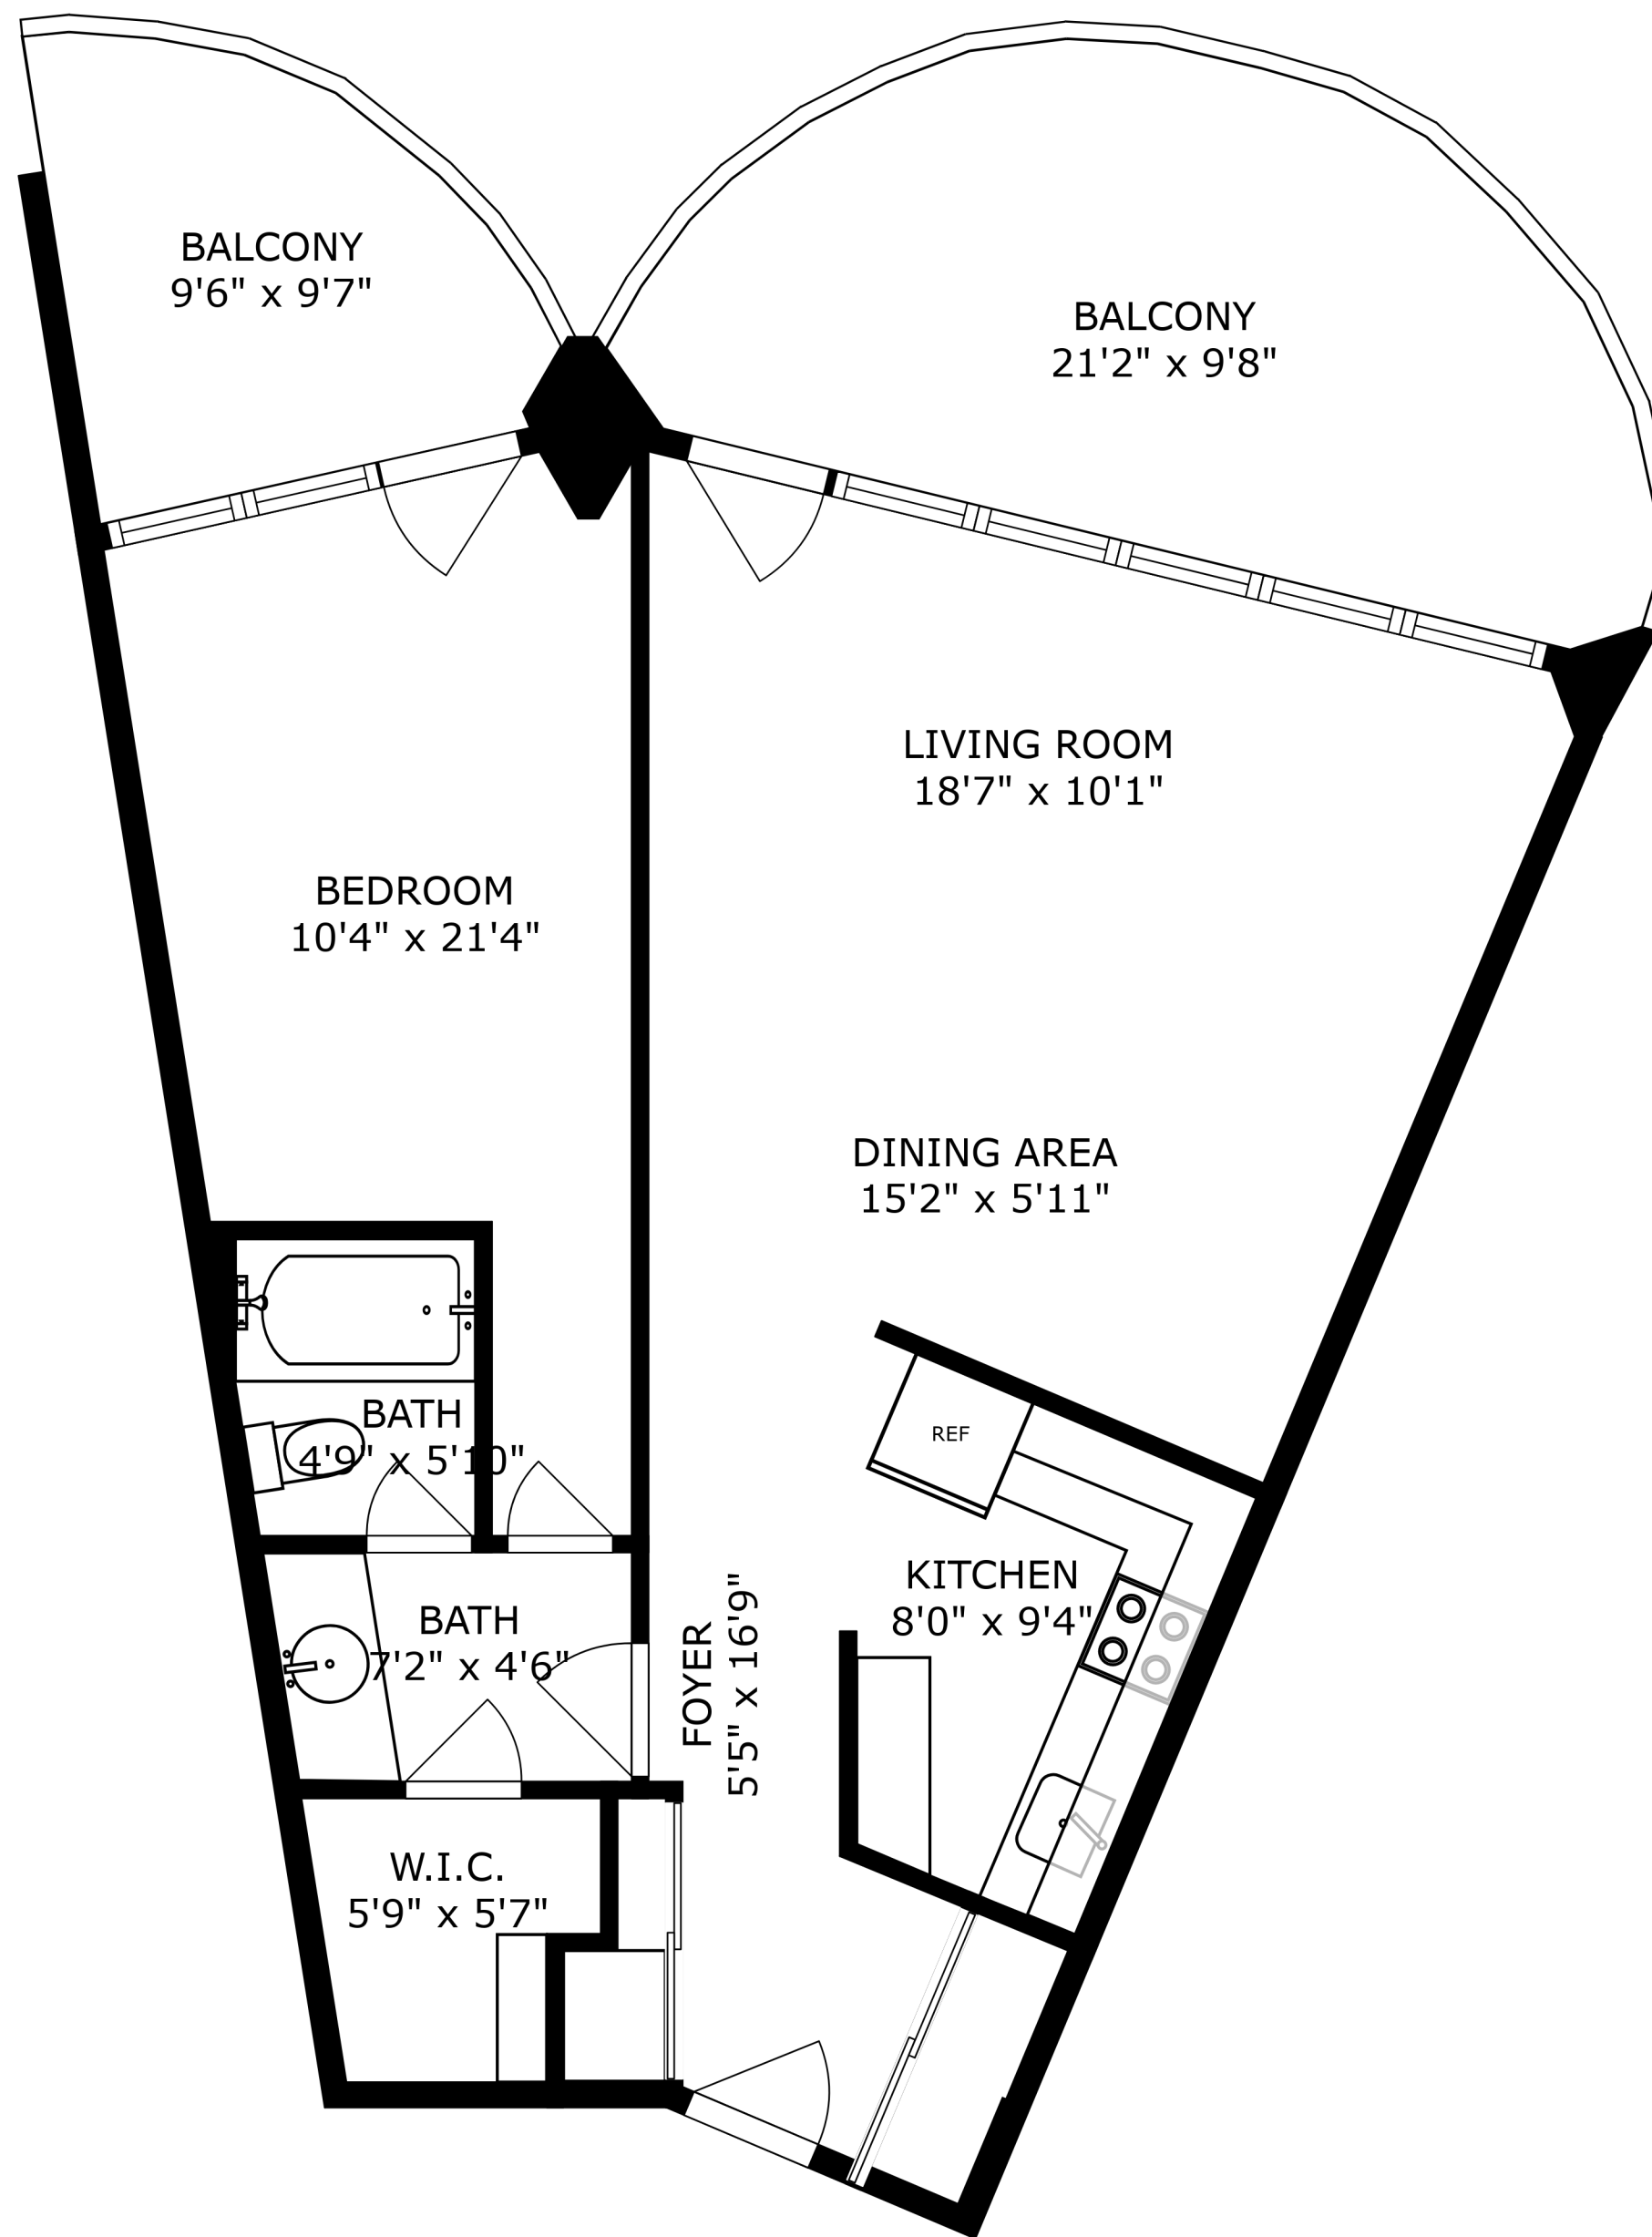 BALCONY
9'6" x 9'7"
BALCONY
21'2" x 9'8"
LIVING ROOM
18'7" x 10'1"
BEDROOM
10'4" x 21'4"
DINING AREA
15'2" x 5'11"
BATH
4'9" x 5'10"
REF
KITCHEN
8'0" x 9'4"
BATH
7'2" x 4'6"
FOYER
5'5" x 16'9"
W.I.C.
5'9" x 5'7"